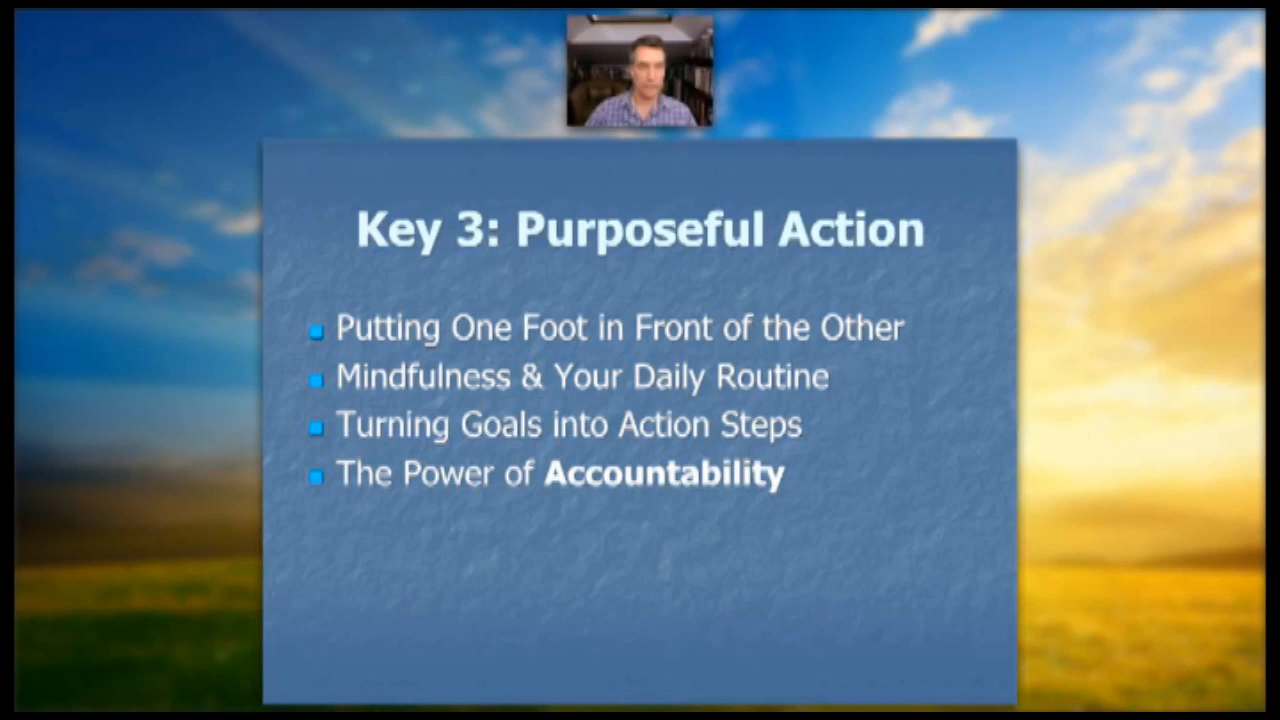 Key 3: Purposeful Action
Putting One Foot in Front of the Other
Mindfulness & Your Daily Routine
Turning Goals into Action Steps
The Power of Accountability